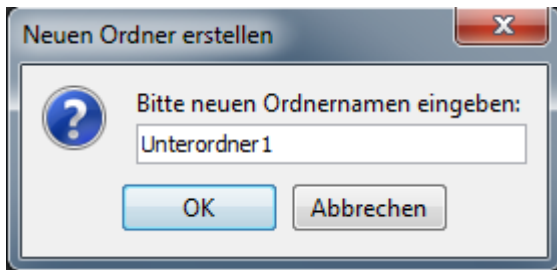 Neuen Ordner erstellen
Bitte neuen Ordnernamen eingeben:
Unterordner1
OK
Abbrechen